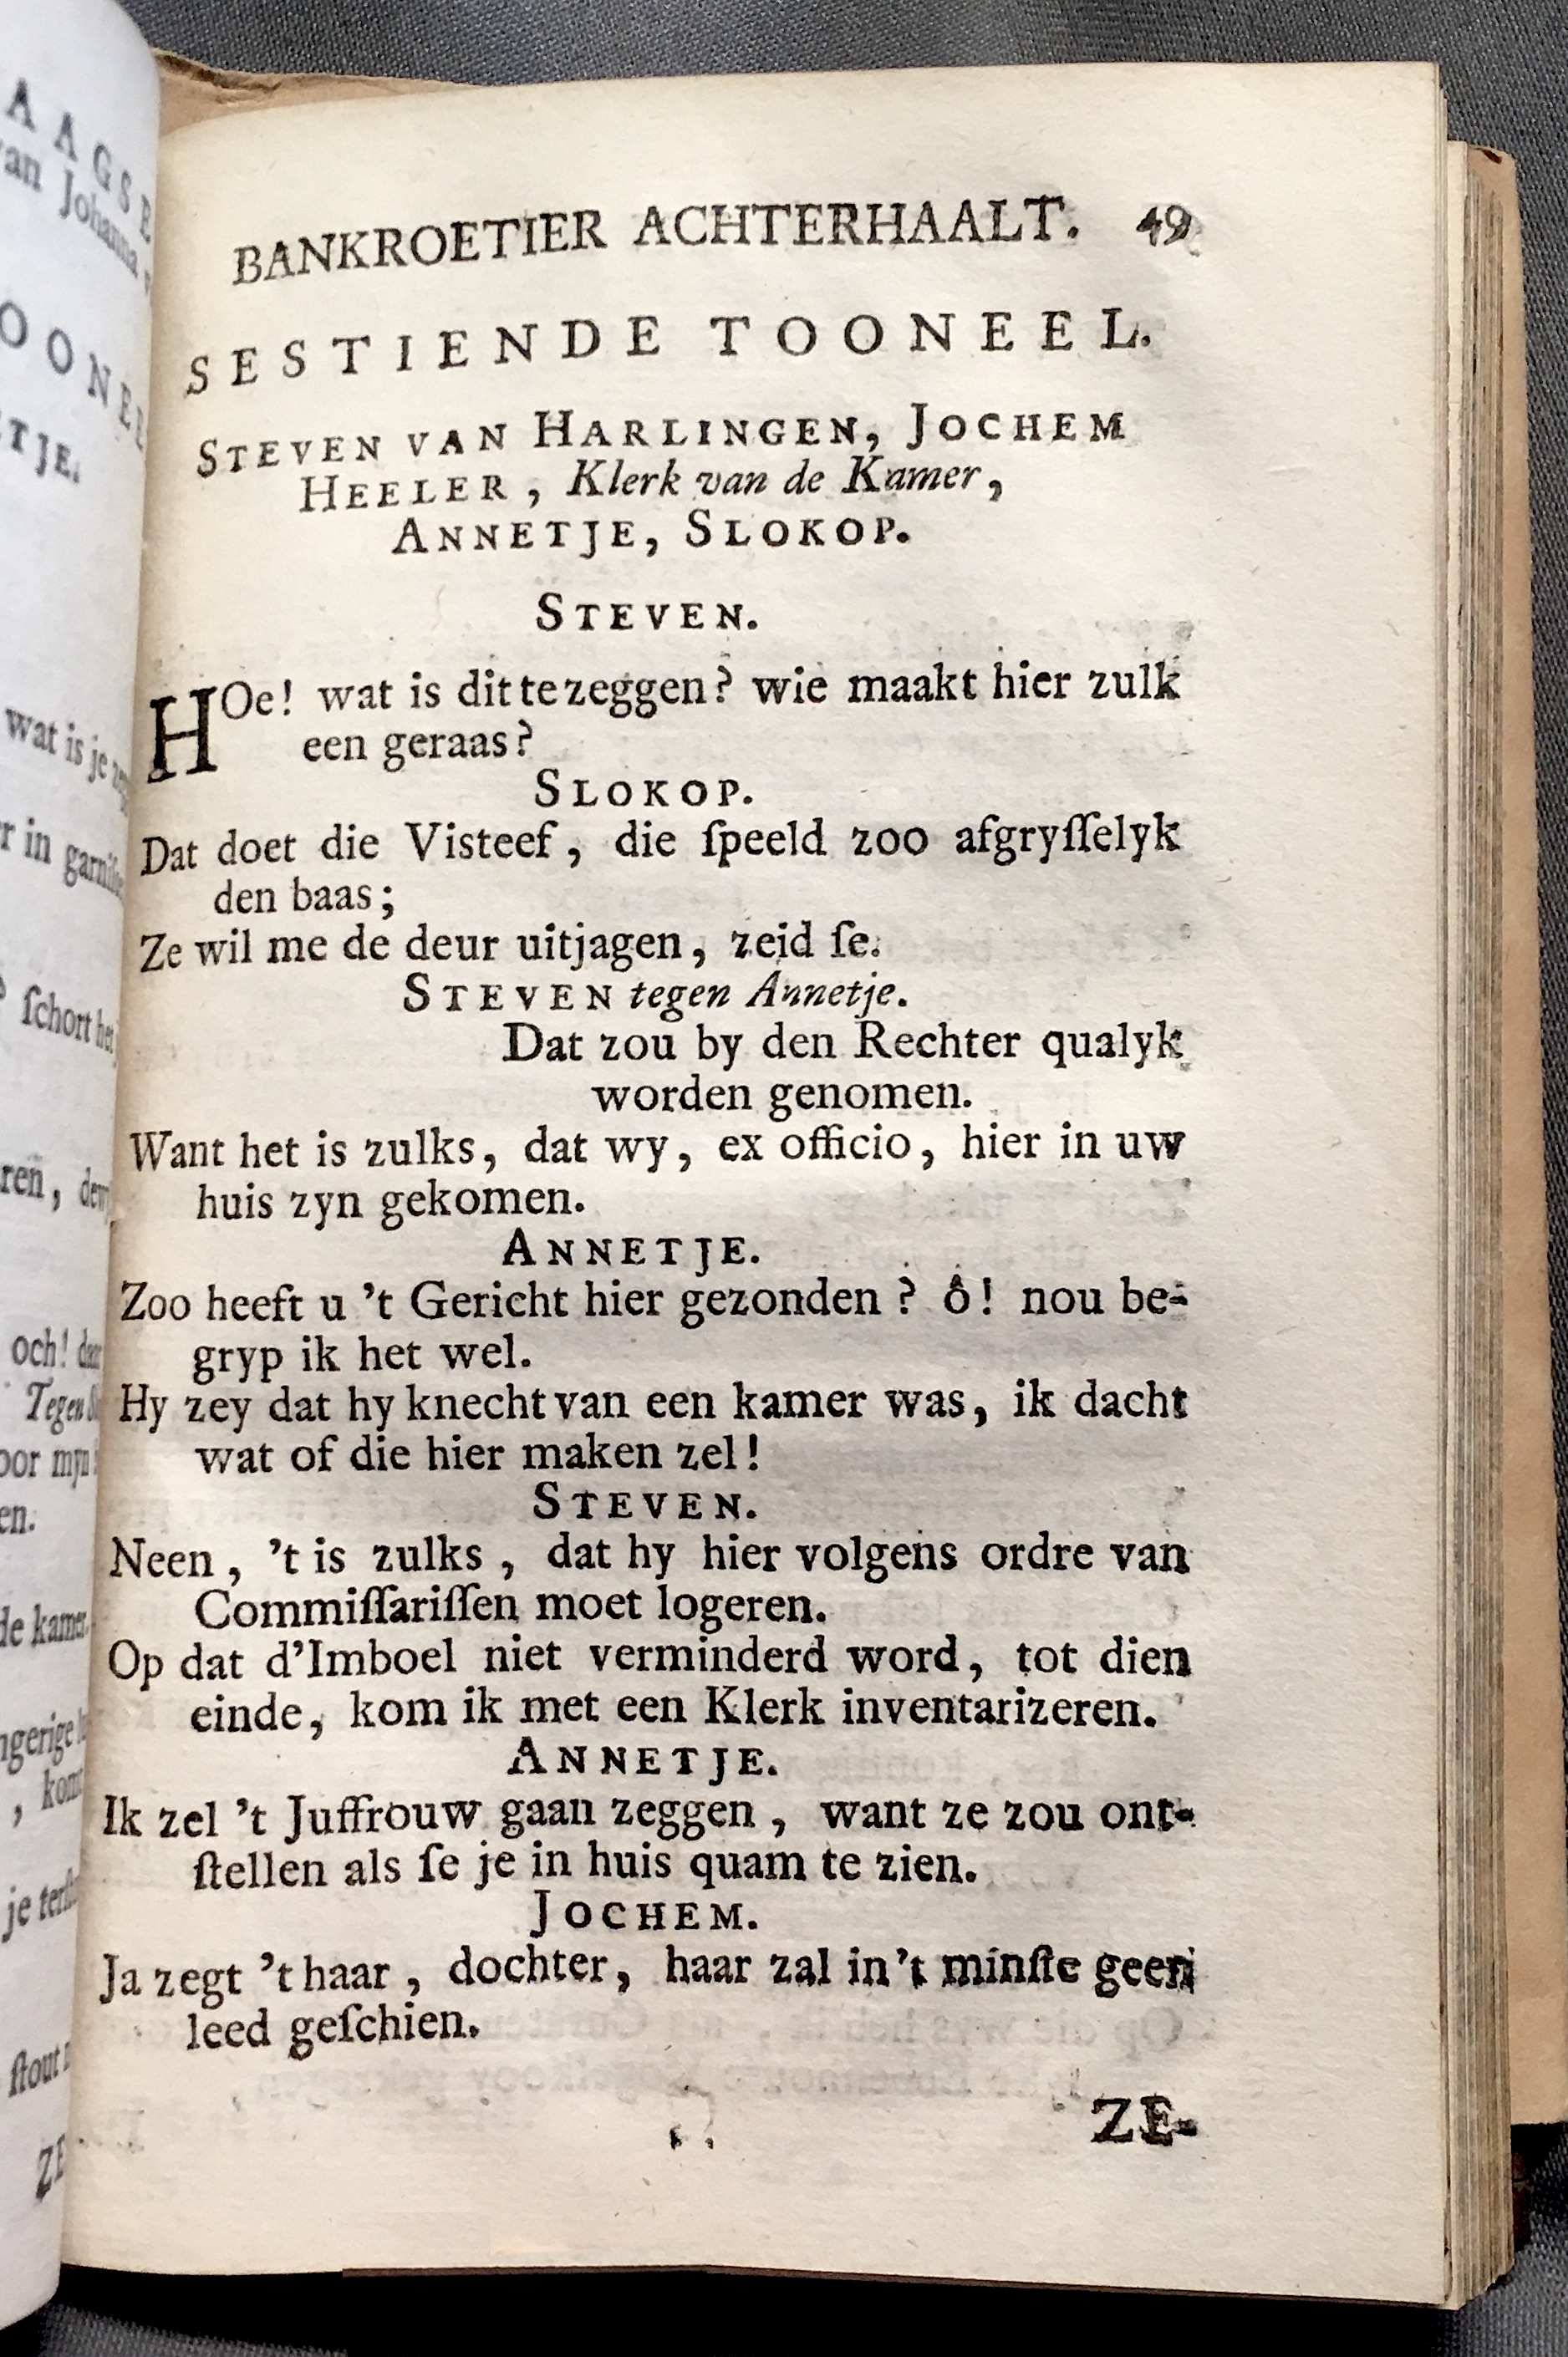 BANKROETIER ACHTERHAALT. 49
SESTIENDE TOONEEL.
STEVEN VAN HARLINGEN, JOCHEM
HEELER, Klerk van de Kamer,
ANNETJE, SLOKOP.
STEVEN.
HOe! wat is dit te zeggen? wie maakt hier zulk
een geraas?
SLOKOP.
Dat doet die Visteef, die ſpeeld zoo afgryſſelyk
den baas;
Ze wil me de deur uitjagen, zeid ſe.
STEVEN tegen Annetje.
Dat zou by den Rechter qualyk
worden genomen.
Want het is zulks, dat wy, ex officio, hier in uw
huis zyn gekomen.
ANNETJE.
Zoo heeft u 't Gericht hier gezonden? ô! nou be-
gryp ik het wel.
Hy zey dat hy knecht van een kamer was, ik dacht
wat of die hier maken zel!
STEVEN.
Neen, 't is zulks, dat hy hier volgens ordre van
Commiſſariſſen moet logeren.
Op dat d'Imboel niet verminderd word, tot dien
einde, kom ik met een Klerk inventarizeren.
ANNETJE.
Ik zel 't Juffrouw gaan zeggen, want ze zou ont-
ſtellen als ſe je in huis quam te zien.
JOCHEM.
Ja zegt 't haar, dochter, haar zal in 't minſte geen
leed geſchien.
ZE-